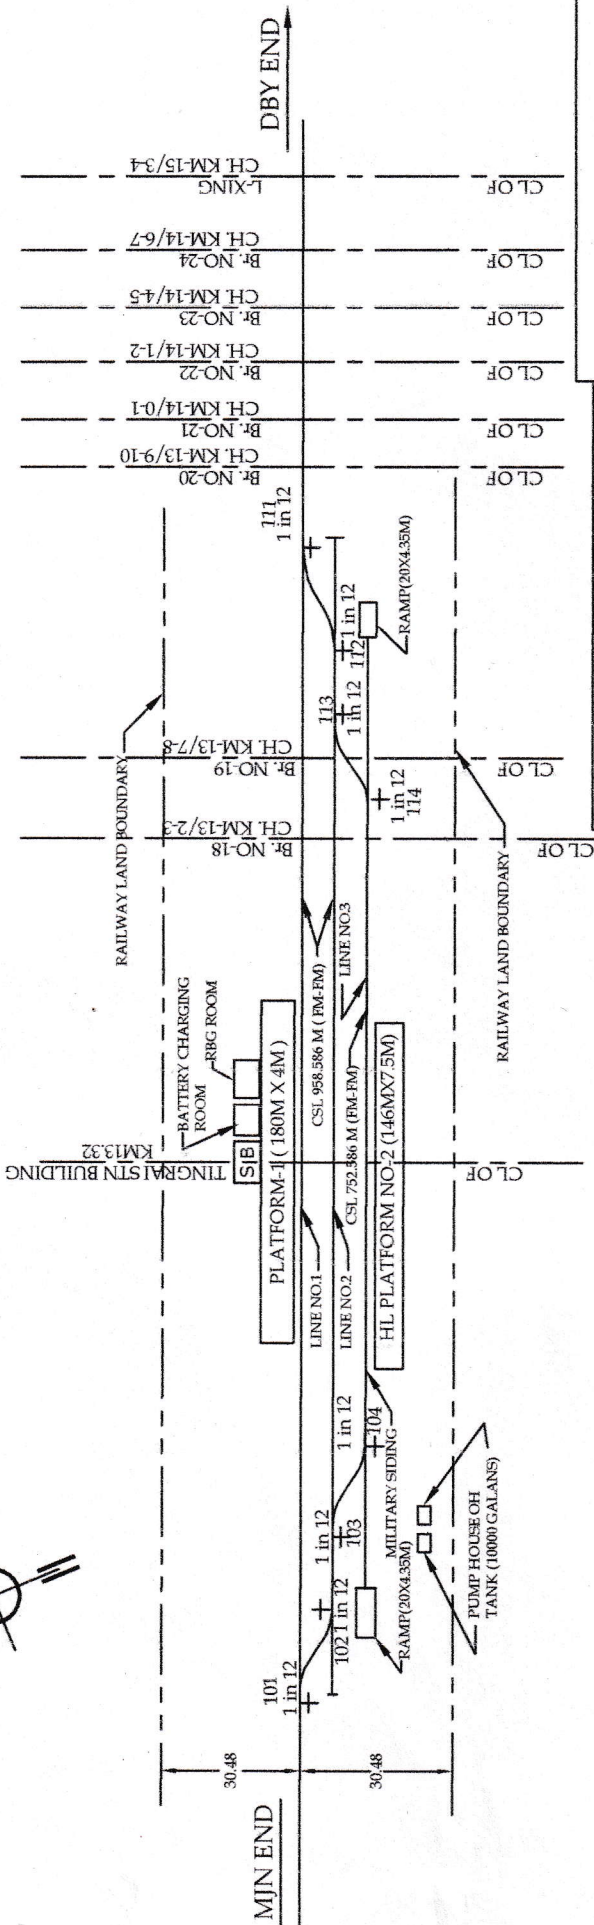 MJN END
DBY END
30.48
30.48
101
1 in 12
102 1 in 12
1 in 12
103
1 in 12
104
RAMP(20X4.35M)
MILITARY SIDING
PUMP HOUSE OH
TANK (10000 GALANS)
LINE NO.1
LINE NO.2
PLATFORM-1 ( 180M X 4M )
HL PLATFORM NO-2 (146MX7.5M)
TINGRAI STN BUILDING
KM13.32
CL OF
SB
BATTERY CHARGING
ROOM
RBG ROOM
CSL 958.586 M ( FM-FM)
CSL 752.586 M (FM-FM)
LINE NO.3
RAILWAY LAND BOUNDARY
RAILWAY LAND BOUNDARY
Br. NO-18
CH. KM-13/2-3
CL OF
Br. NO-19
CH. KM-13/7-8
CL OF
1 in 12
114
113
1 in 12
112
1 in 12
RAMP(20X4.35M)
111
1 in 12
Br. NO-20
CH. KM-13/9-10
CL OF
Br. NO-21
CH. KM-14/0-1
CL OF
Br. NO-22
CH. KM-14/1-2
CL OF
Br. NO-23
CH. KM-14/4-5
CL OF
Br. NO-24
CH. KM-14/6-7
CL OF
L-XING
CH. KM-15/3-4
CL OF